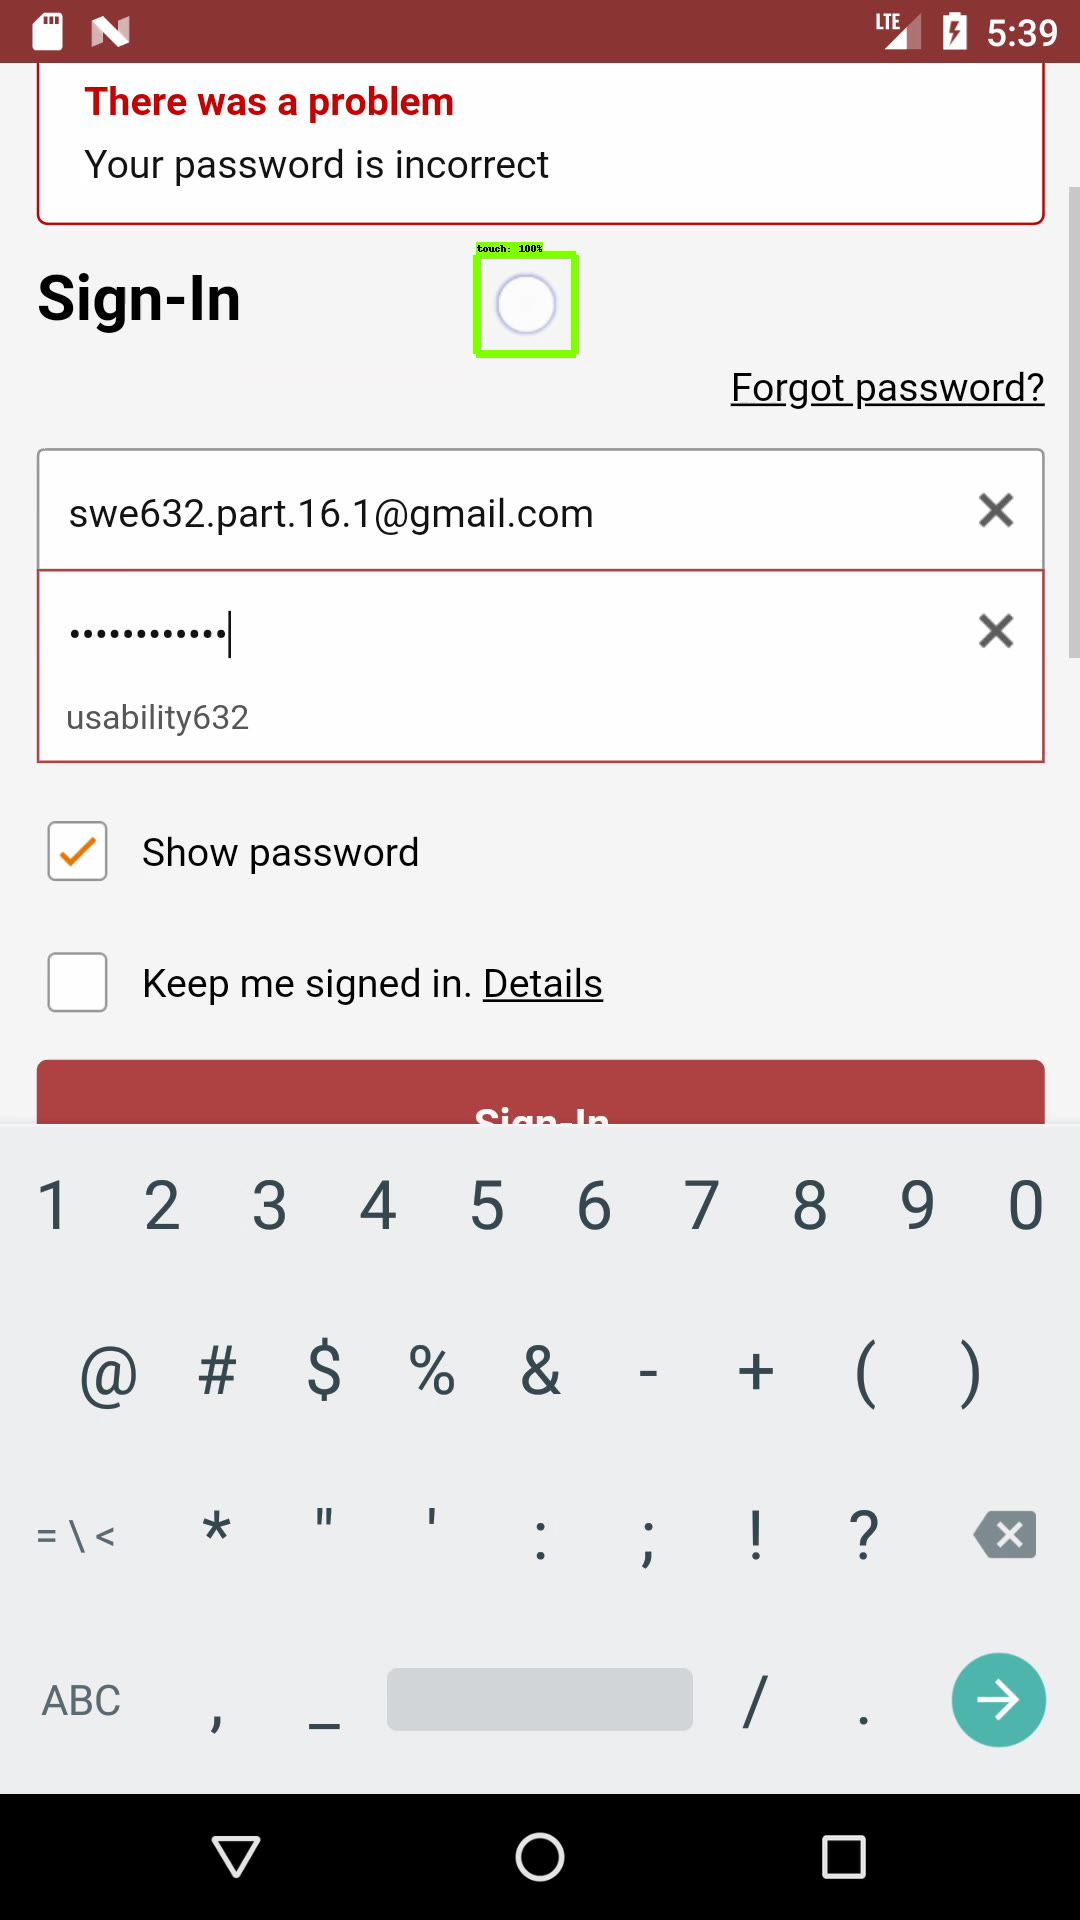 LTE 5:39
There was a problem
Your password is incorrect
touch: 100%
Sign-In
Forgot password?
swe632.part.16.1@gmail.com
••••••••••••
usability632
Show password
Keep me signed in. Details
Sign-In
1 2 3 4 5 6 7 8 9 0
@ # $ % & - + ( )
= \ < * " ' : ; ! ?
ABC , _ / .